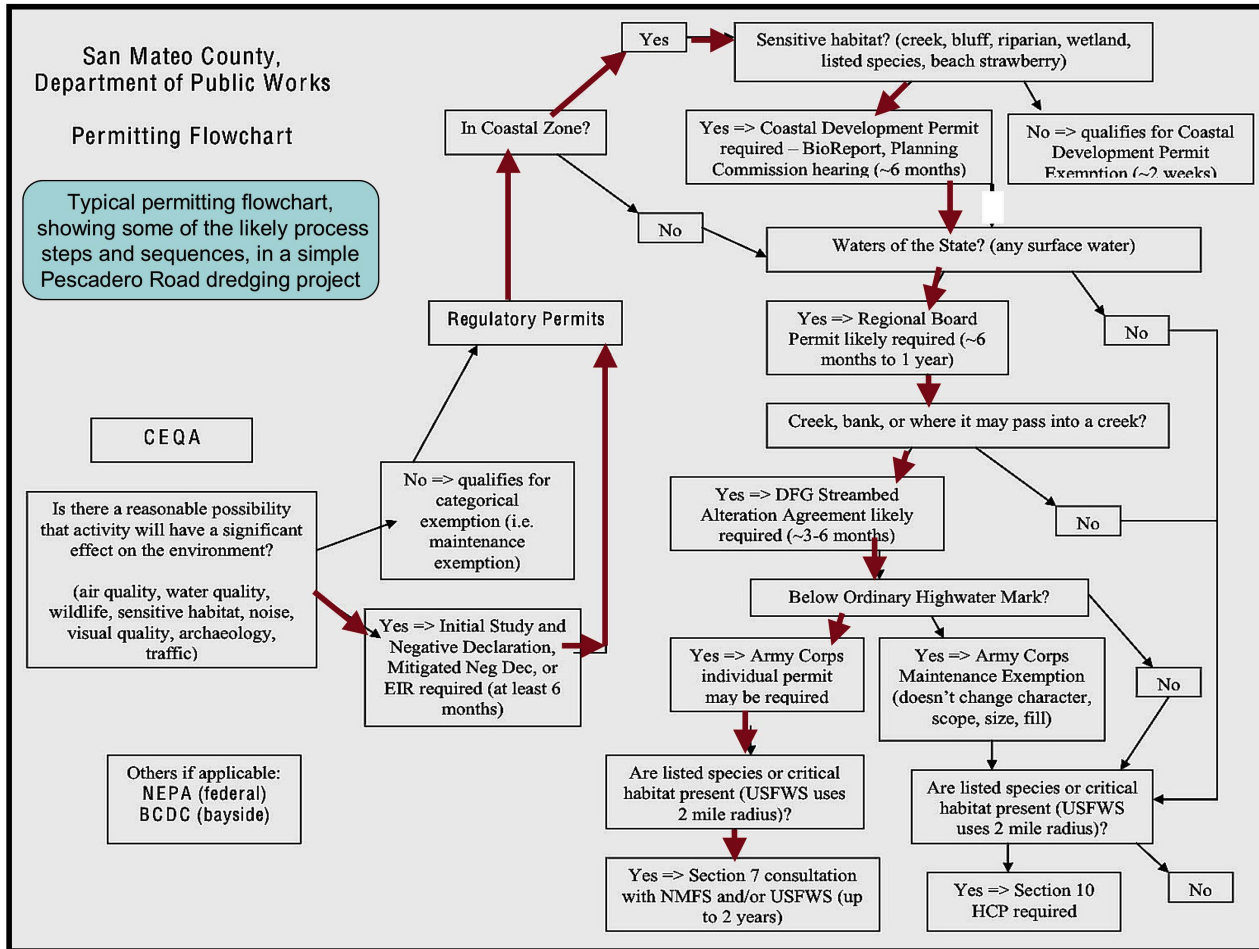 San Mateo County,
Department of Public Works
Permitting Flowchart
Typical permitting flowchart,
showing some of the likely process
steps and sequences, in a simple
Pescadero Road dredging project
CEQA
Is there a reasonable possibility
that activity will have a significant
effect on the environment?
(air quality, water quality,
wildlife, sensitive habitat, noise,
visual quality, archaeology,
traffic)
Others if applicable:
NEPA (federal)
BCDC (bayside)
No => qualifies for
categorical
exemption (i.e.
maintenance
exemption)
Yes => Initial Study and
Negative Declaration,
Mitigated Neg Dec, or
EIR required (at least 6
months)
Regulatory Permits
In Coastal Zone?
Yes
No
Sensitive habitat? (creek, bluff, riparian, wetland,
listed species, beach strawberry)
Yes => Coastal Development Permit
required – BioReport, Planning
Commission hearing (~6 months)
No => qualifies for Coastal
Development Permit
Exemption (~2 weeks)
Waters of the State? (any surface water)
Yes => Regional Board
Permit likely required (~6
months to 1 year)
No
Creek, bank, or where it may pass into a creek?
Yes => DFG Streambed
Alteration Agreement likely
required (~3-6 months)
No
Below Ordinary Highwater Mark?
Yes => Army Corps
individual permit
may be required
Yes => Army Corps
Maintenance Exemption
(doesn't change character,
scope, size, fill)
No
Are listed species or critical
habitat present (USFWS uses
2 mile radius)?
Are listed species or critical
habitat present (USFWS
uses 2 mile radius)?
Yes => Section 7 consultation
with NMFS and/or USFWS (up
to 2 years)
Yes => Section 10
HCP required
No